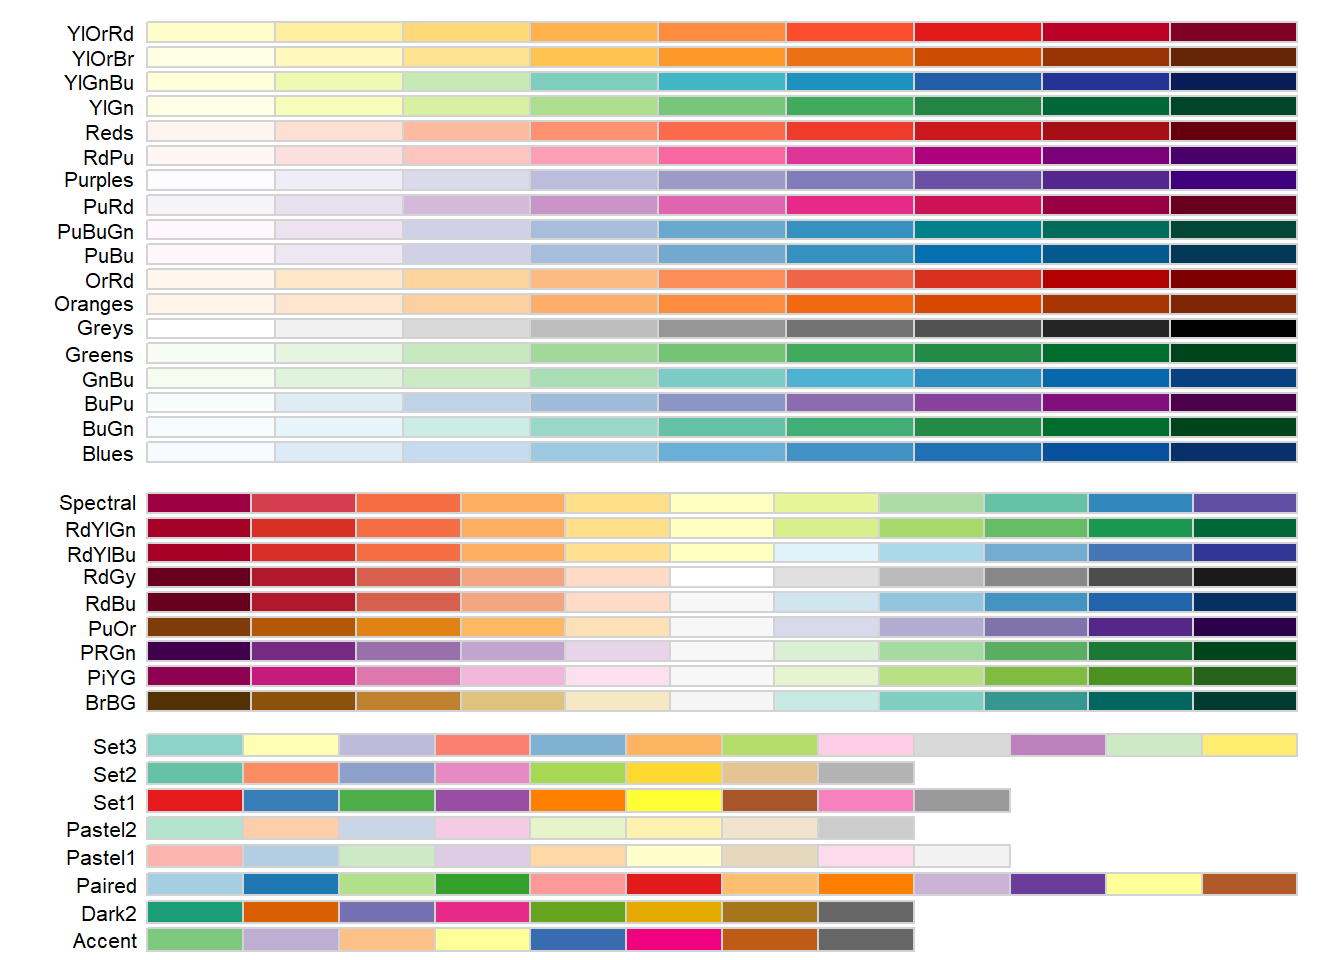 YlOrRd
YlOrBr
YlGnBu
YlGn
Reds
RdPu
Purples
PuRd
PuBuGn
PuBu
OrRd
Oranges
Greys
Greens
GnBu
BuPu
BuGn
Blues
Spectral
RdYlGn
RdYlBu
RdGy
RdBu
PuOr
PRGn
PiYG
BrBG
Set3
Set2
Set1
Pastel2
Pastel1
Paired
Dark2
Accent